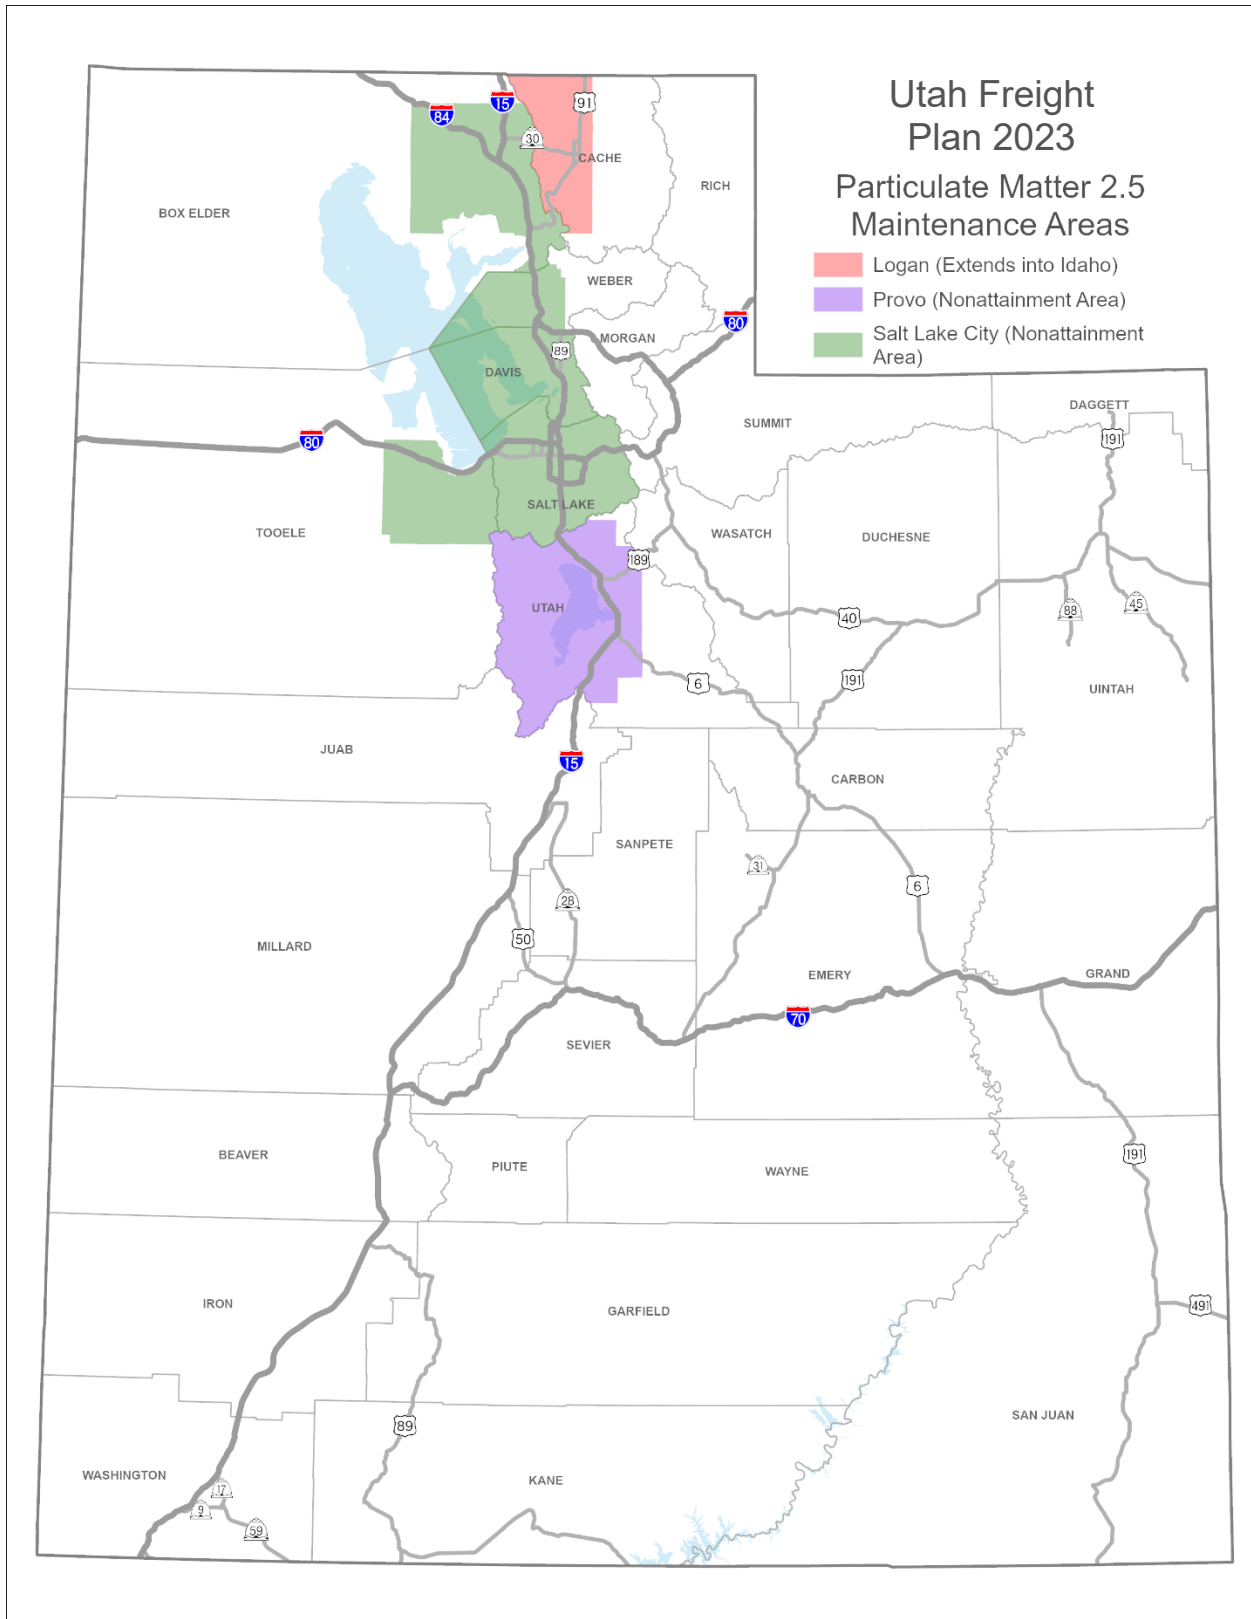 Utah Freight
Plan 2023
Particulate Matter 2.5
Maintenance Areas
Logan (Extends into Idaho)
Provo (Nonattainment Area)
Salt Lake City (Nonattainment
Area)
15
91
84
30
CACHE
RICH
BOX ELDER
WEBER
80
MORGAN
89
DAVIS
DAGGETT
SUMMIT
80
191
SALT LAKE
TOOELE
WASATCH
DUCHESNE
189
UTAH
88
45
40
6
191
UINTAH
JUAB
15
CARBON
SANPETE
31
6
28
50
MILLARD
EMERY
GRAND
70
SEVIER
BEAVER
191
PIUTE
WAYNE
IRON
491
GARFIELD
SAN JUAN
89
WASHINGTON
KANE
17
9
59